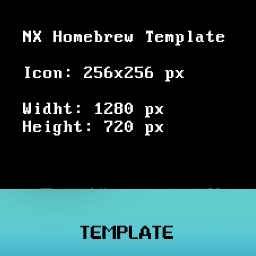 NX Homebrew Template
Icon: 256x256 px
Widht: 1280 px
Height: 720 px
TEMPLATE